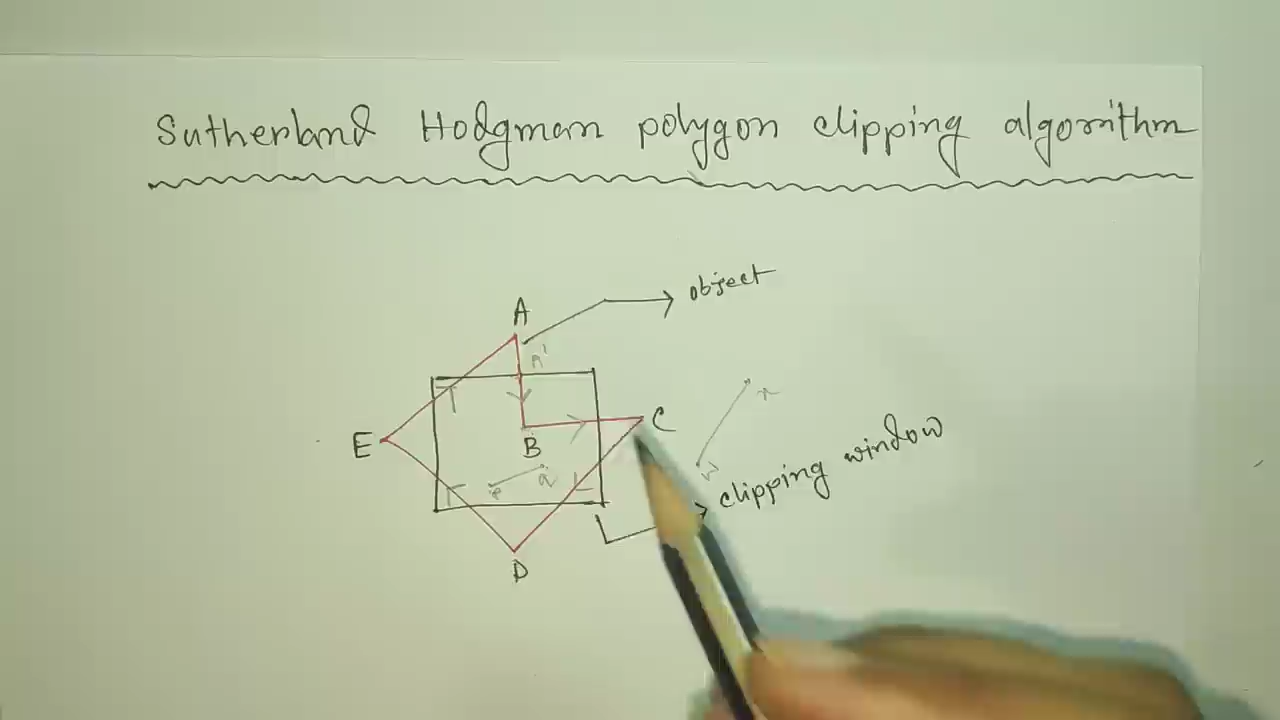 Sutherland Hodgman polygon clipping algorithm
object
A
A'
E
B
C
clipping window
D